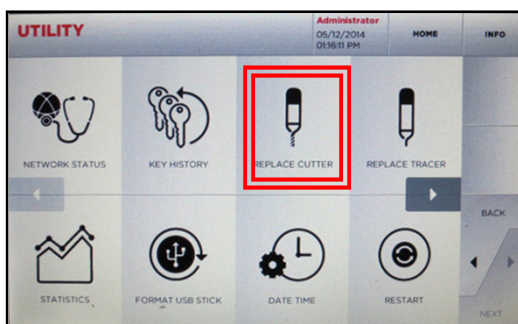 UTILITY
Administrator
05/12/2014
01:16:11 PM
HOME
INFO
NETWORK STATUS
KEY HISTORY
REPLACE CUTTER
REPLACE TRACER
BACK
STATISTICS
FORMAT USB STICK
DATE TIME
RESTART
NEXT